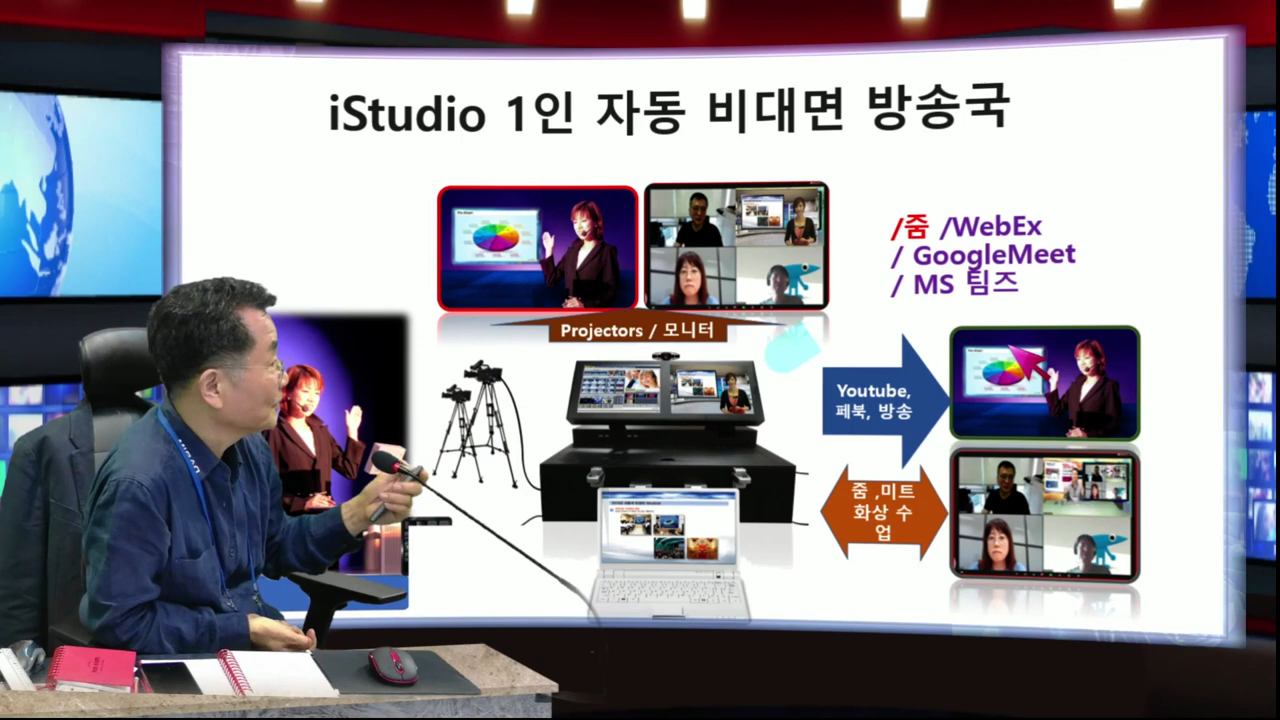 iStudio 1인 자동 비대면 방송국
/줌 /WebEx
/ GoogleMeet
/ MS 팀즈
Projectors / 모니터
Youtube,
페북, 방송
줌 ,미트
화상 수
업